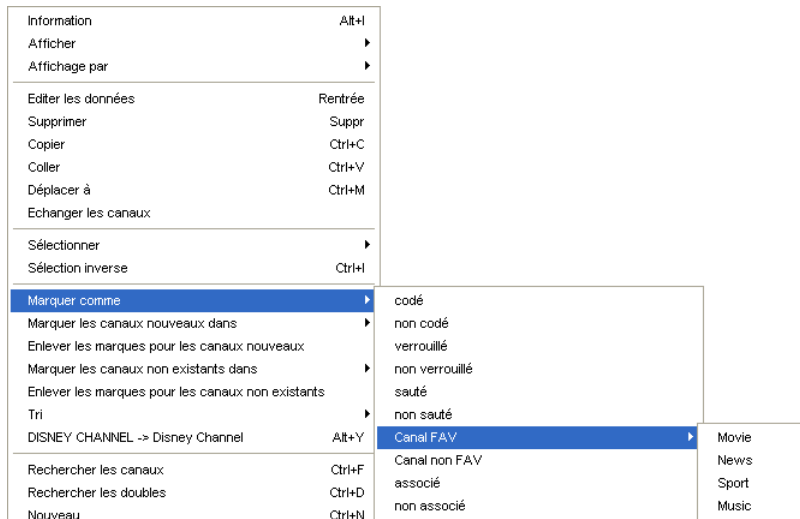 Information Alt+I
Afficher
Affichage par
Editer les données Rentrée
Supprimer Suppr
Copier Ctrl+C
Coller Ctrl+V
Déplacer à Ctrl+M
Echanger les canaux
Sélectionner
Sélection inverse Ctrl+I
Marquer comme
Marquer les canaux nouveaux dans
Enlever les marques pour les canaux nouveaux
Marquer les canaux non existants dans
Enlever les marques pour les canaux non existants
Tri
DISNEY CHANNEL -> Disney Channel Alt+Y
Rechercher les canaux Ctrl+F
Rechercher les doubles Ctrl+D
Nouveau Ctrl+N
codé
non codé
verrouillé
non verrouillé
sauté
non sauté
Canal FAV
Canal non FAV
associé
non associé
Movie
News
Sport
Music